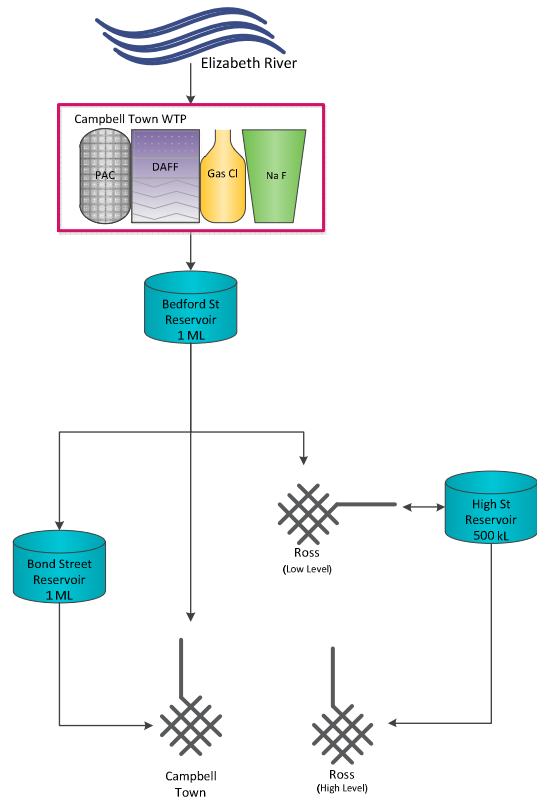 Elizabeth River
Campbell Town WTP
PAC
DAFF
Gas Cl
Na F
Bedford St
Reservoir
1 ML
High St
Reservoir
500 kL
Ross
(Low Level)
Bond Street
Reservoir
1 ML
Campbell
Town
Ross
(High Level)